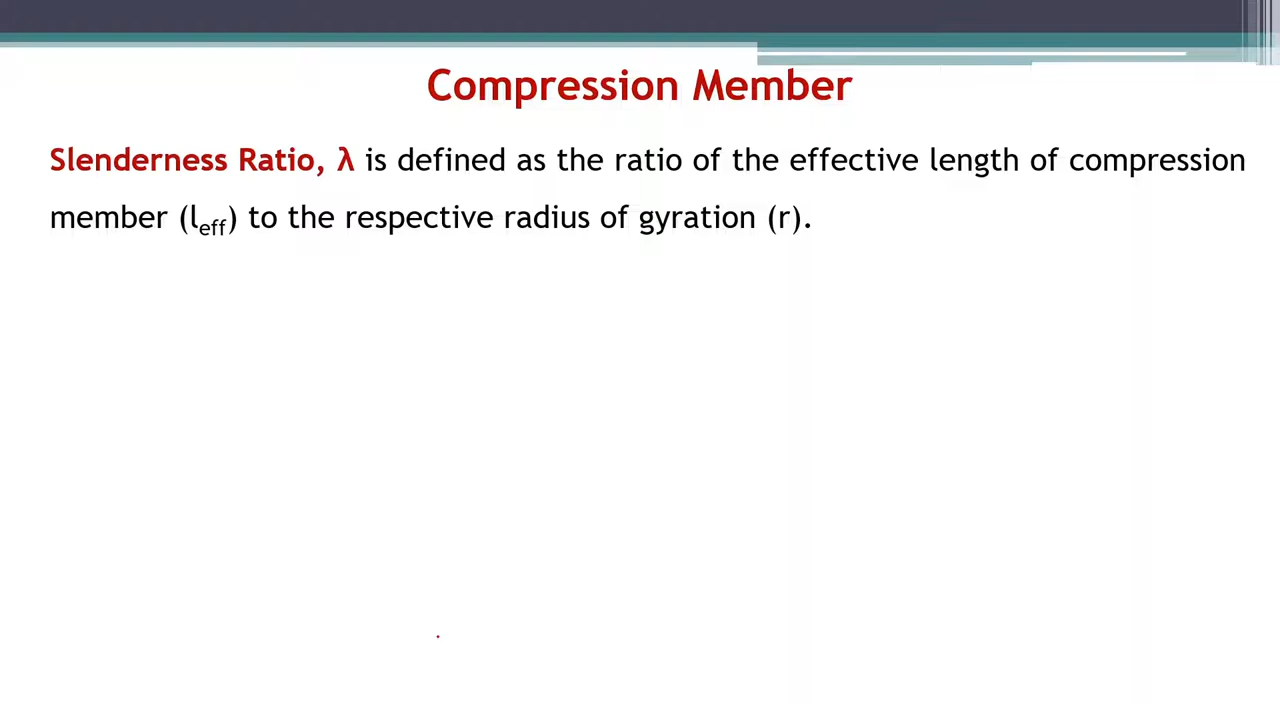 Compression Member
Slenderness Ratio, λ is defined as the ratio of the effective length of compression
member (leff) to the respective radius of gyration (r).